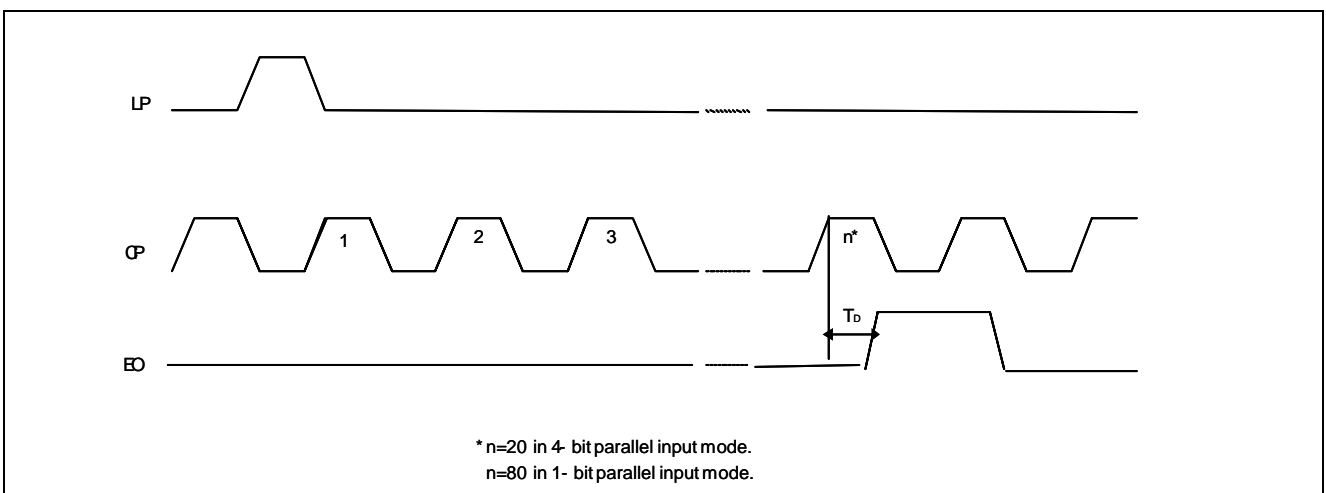 LP
CP
1 2 3 n*
TD
EO
* n=20 in 4- bit parallel input mode.
n=80 in 1- bit parallel input mode.